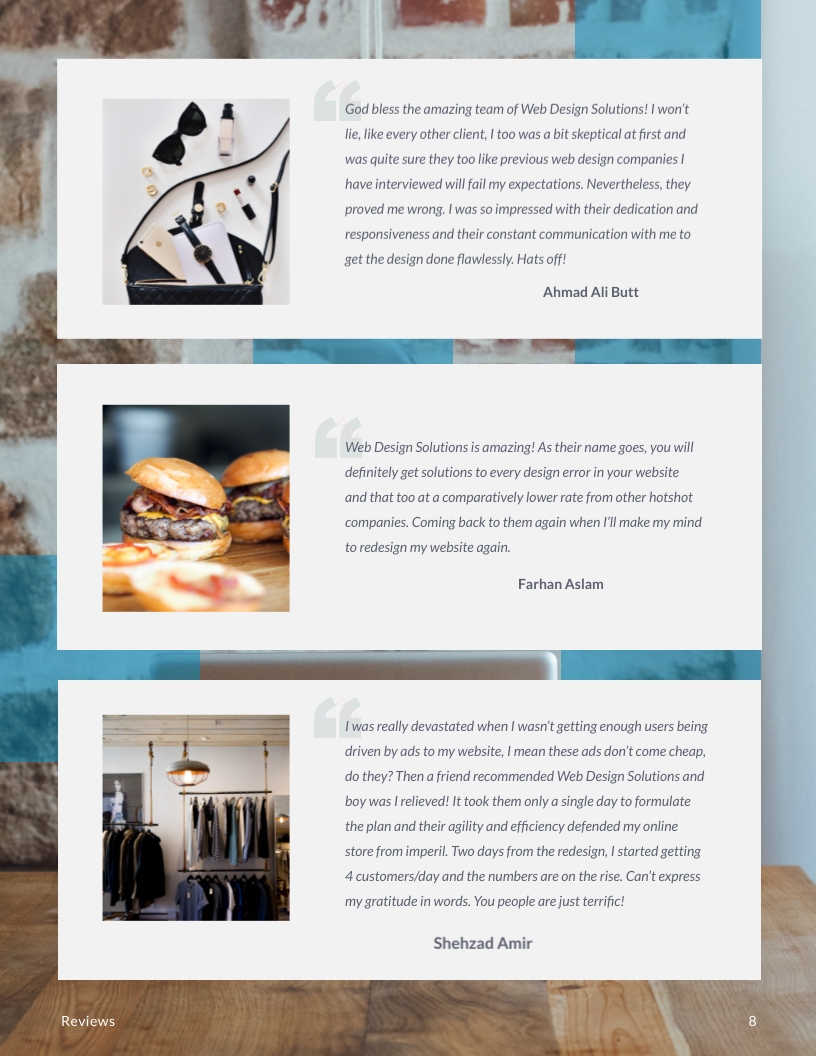 God bless the amazing team of Web Design Solutions! I won't
lie, like every other client, I too was a bit skeptical at first and
was quite sure they too like previous web design companies I
have interviewed will fail my expectations. Nevertheless, they
proved me wrong. I was so impressed with their dedication and
responsiveness and their constant communication with me to
get the design done flawlessly. Hats off!
Ahmad Ali Butt
Web Design Solutions is amazing! As their name goes, you will
definitely get solutions to every design error in your website
and that too at a comparatively lower rate from other hotshot
companies. Coming back to them again when I'll make my mind
to redesign my website again.
Farhan Aslam
I was really devastated when I wasn't getting enough users being
driven by ads to my website, I mean these ads don't come cheap,
do they? Then a friend recommended Web Design Solutions and
boy was I relieved! It took them only a single day to formulate
the plan and their agility and efficiency defended my online
store from imperil. Two days from the redesign, I started getting
4 customers/day and the numbers are on the rise. Can't express
my gratitude in words. You people are just terrific!
Shehzad Amir
Reviews 8